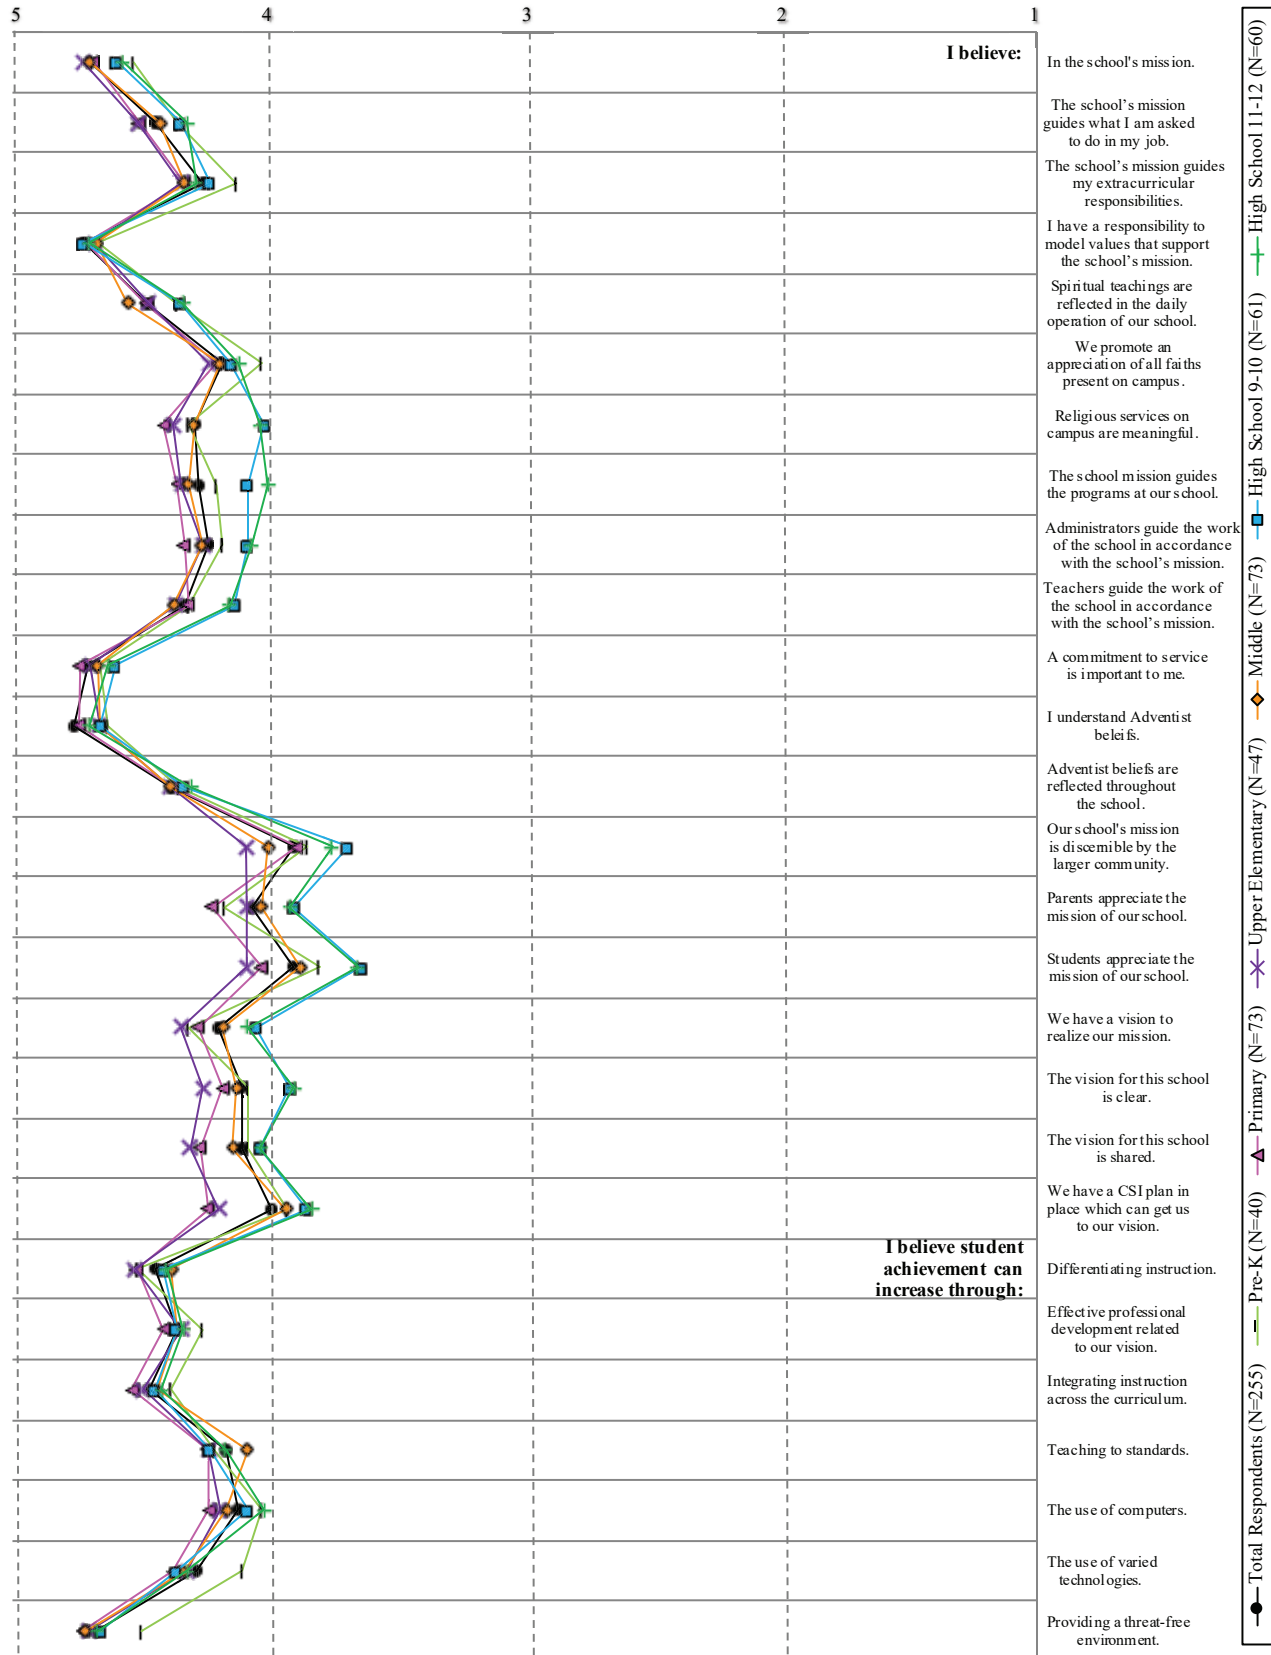 5 4 3 2 1
I believe:
In the school's mission.
The school’s mission
guides what I am asked
to do in my job.
The school’s mission guides
my extracurricular
responsibilities.
I have a responsibility to
model values that support
the school’s mission.
Spiritual teachings are
reflected in the daily
operation of our school.
We promote an
appreciation of all faiths
present on campus.
Religious services on
campus are meaningful.
The school mission guides
the programs at our school.
Administrators guide the work
of the school in accordance
with the school’s mission.
Teachers guide the work of
the school in accordance
with the school’s mission.
A commitment to service
is important to me.
I understand Adventist
beleifs.
Adventist beliefs are
reflected throughout
the school.
Our school's mission
is discernible by the
larger community.
Parents appreciate the
mission of our school.
Students appreciate the
mission of our school.
We have a vision to
realize our mission.
The vision for this school
is clear.
The vision for this school
is shared.
We have a CSI plan in
place which can get us
to our vision.
I believe student
achievement can
increase through:
Differentiating instruction.
Effective professional
development related
to our vision.
Integrating instruction
across the curriculum.
Teaching to standards.
The use of computers.
The use of varied
technologies.
Providing a threat-free
environment.
Total Respondents (N=255) Pre-K (N=40) Primary (N=73) Upper Elementary (N=47) Middle (N=73) High School 9-10 (N=61) High School 11-12 (N=60)